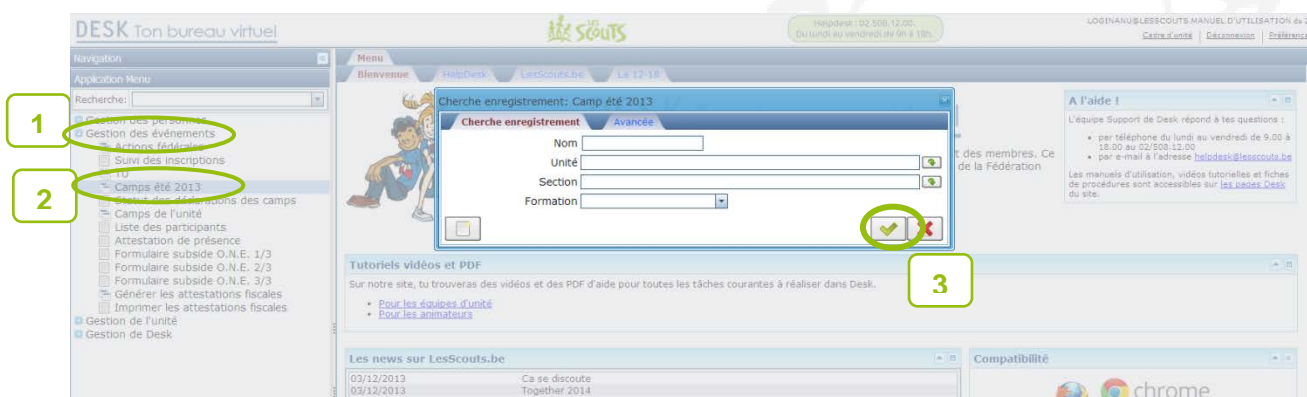 DESK Ton bureau virtuel
LES SCOUTS
Helpdesk : 02.508.12.00.
Du lundi au vendredi de 9h à 18h.
LOGINANU@LESSCOUTS.MANUEL D'UTILISATION de
Cadre d'unité | Déconnexion | Préférence
Navigation
Application Menu
Recherche:
Gestion des personnes
Gestion des événements
Actions fédérales
Suivi des inscriptions
TU
Camps été 2013
Statut des déclarations des camps
Camps de l'unité
Liste des participants
Attestation de présence
Formulaire subside O.N.E. 1/3
Formulaire subside O.N.E. 2/3
Formulaire subside O.N.E. 3/3
Générer les attestations fiscales
Imprimer les attestations fiscales
Gestion de l'unité
Gestion de Desk
1
2
Menu
Bienvenue HelpDesk LesScouts.be Le 12-18
Cherche enregistrement: Camp été 2013
Cherche enregistrement Avancée
Nom
Unité
Section
Formation
3
t des membres. Ce
de la Fédération
A l'aide !
L'équipe Support de Desk répond à tes questions :
• par téléphone du lundi au vendredi de 9.00 à
18.00 au 02/508.12.00
• par e-mail à l'adresse helpdesk@lesscouts.be
Les manuels d'utilisation, vidéos tutorielles et fiches
de procédures sont accessibles sur les pages Desk
du site.
Tutoriels vidéos et PDF
Sur notre site, tu trouveras des vidéos et des PDF d'aide pour toutes les tâches courantes à réaliser dans Desk.
• Pour les équipes d'unité
• Pour les animateurs
Les news sur LesScouts.be
03/12/2013 Ca se discoute
03/12/2013 Together 2014
Compatibilité
chrome